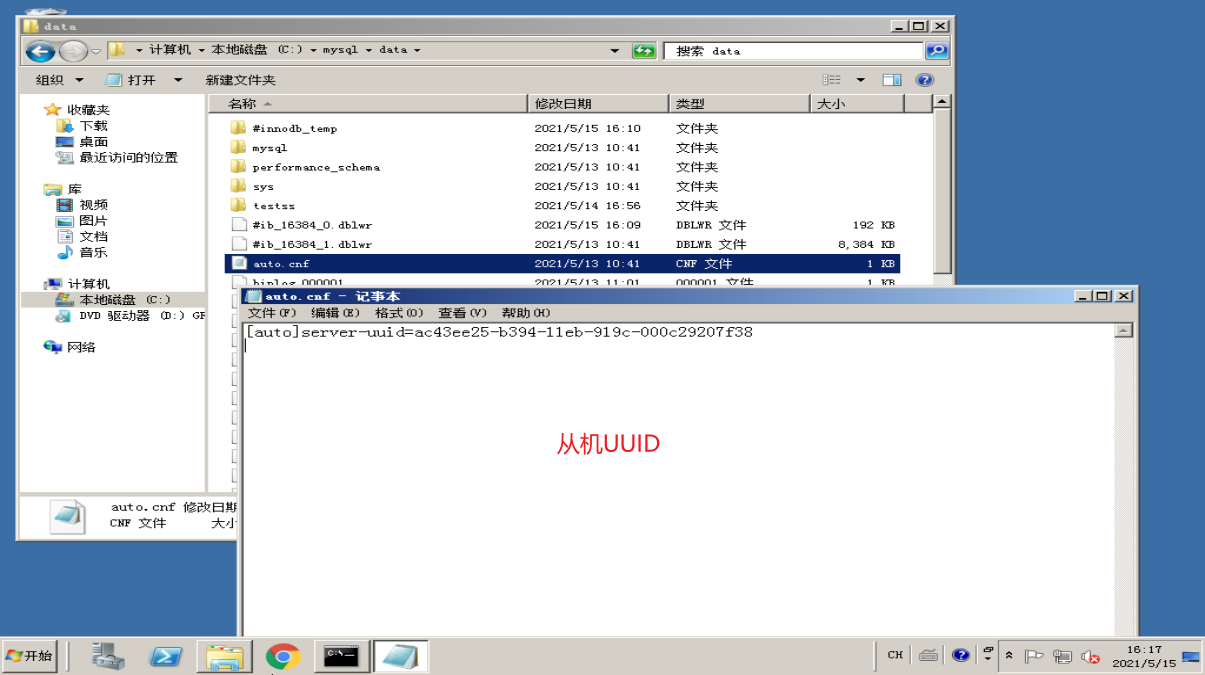 data
计算机 本地磁盘 (C:) mysql data
搜索 data
组织 打开 新建文件夹
名称 修改日期 类型 大小
收藏夹
下载
桌面
最近访问的位置
库
视频
图片
文档
音乐
计算机
本地磁盘 (C:)
DVD 驱动器 (D:) GF
网络
#innodb_temp 2021/5/15 16:10 文件夹
mysql 2021/5/13 10:41 文件夹
performance_schema 2021/5/13 10:41 文件夹
sys 2021/5/13 10:41 文件夹
testss 2021/5/14 16:56 文件夹
#ib_16384_0.dblwr 2021/5/15 16:09 DBLWR 文件 192 KB
#ib_16384_1.dblwr 2021/5/13 10:41 DBLWR 文件 8,384 KB
auto.cnf 2021/5/13 10:41 CNF 文件 1 KB
binlog.000001 2021/5/13 11:01 000001 文件 1 KB
auto.cnf 修改日期
CNF 文件 大小
auto.cnf - 记事本
文件(F) 编辑(E) 格式(O) 查看(V) 帮助(H)
[auto]server-uuid=ac43ee25-b394-11eb-919c-000c29207f38
从机UUID
开始
C:\
CH
16:17
2021/5/15